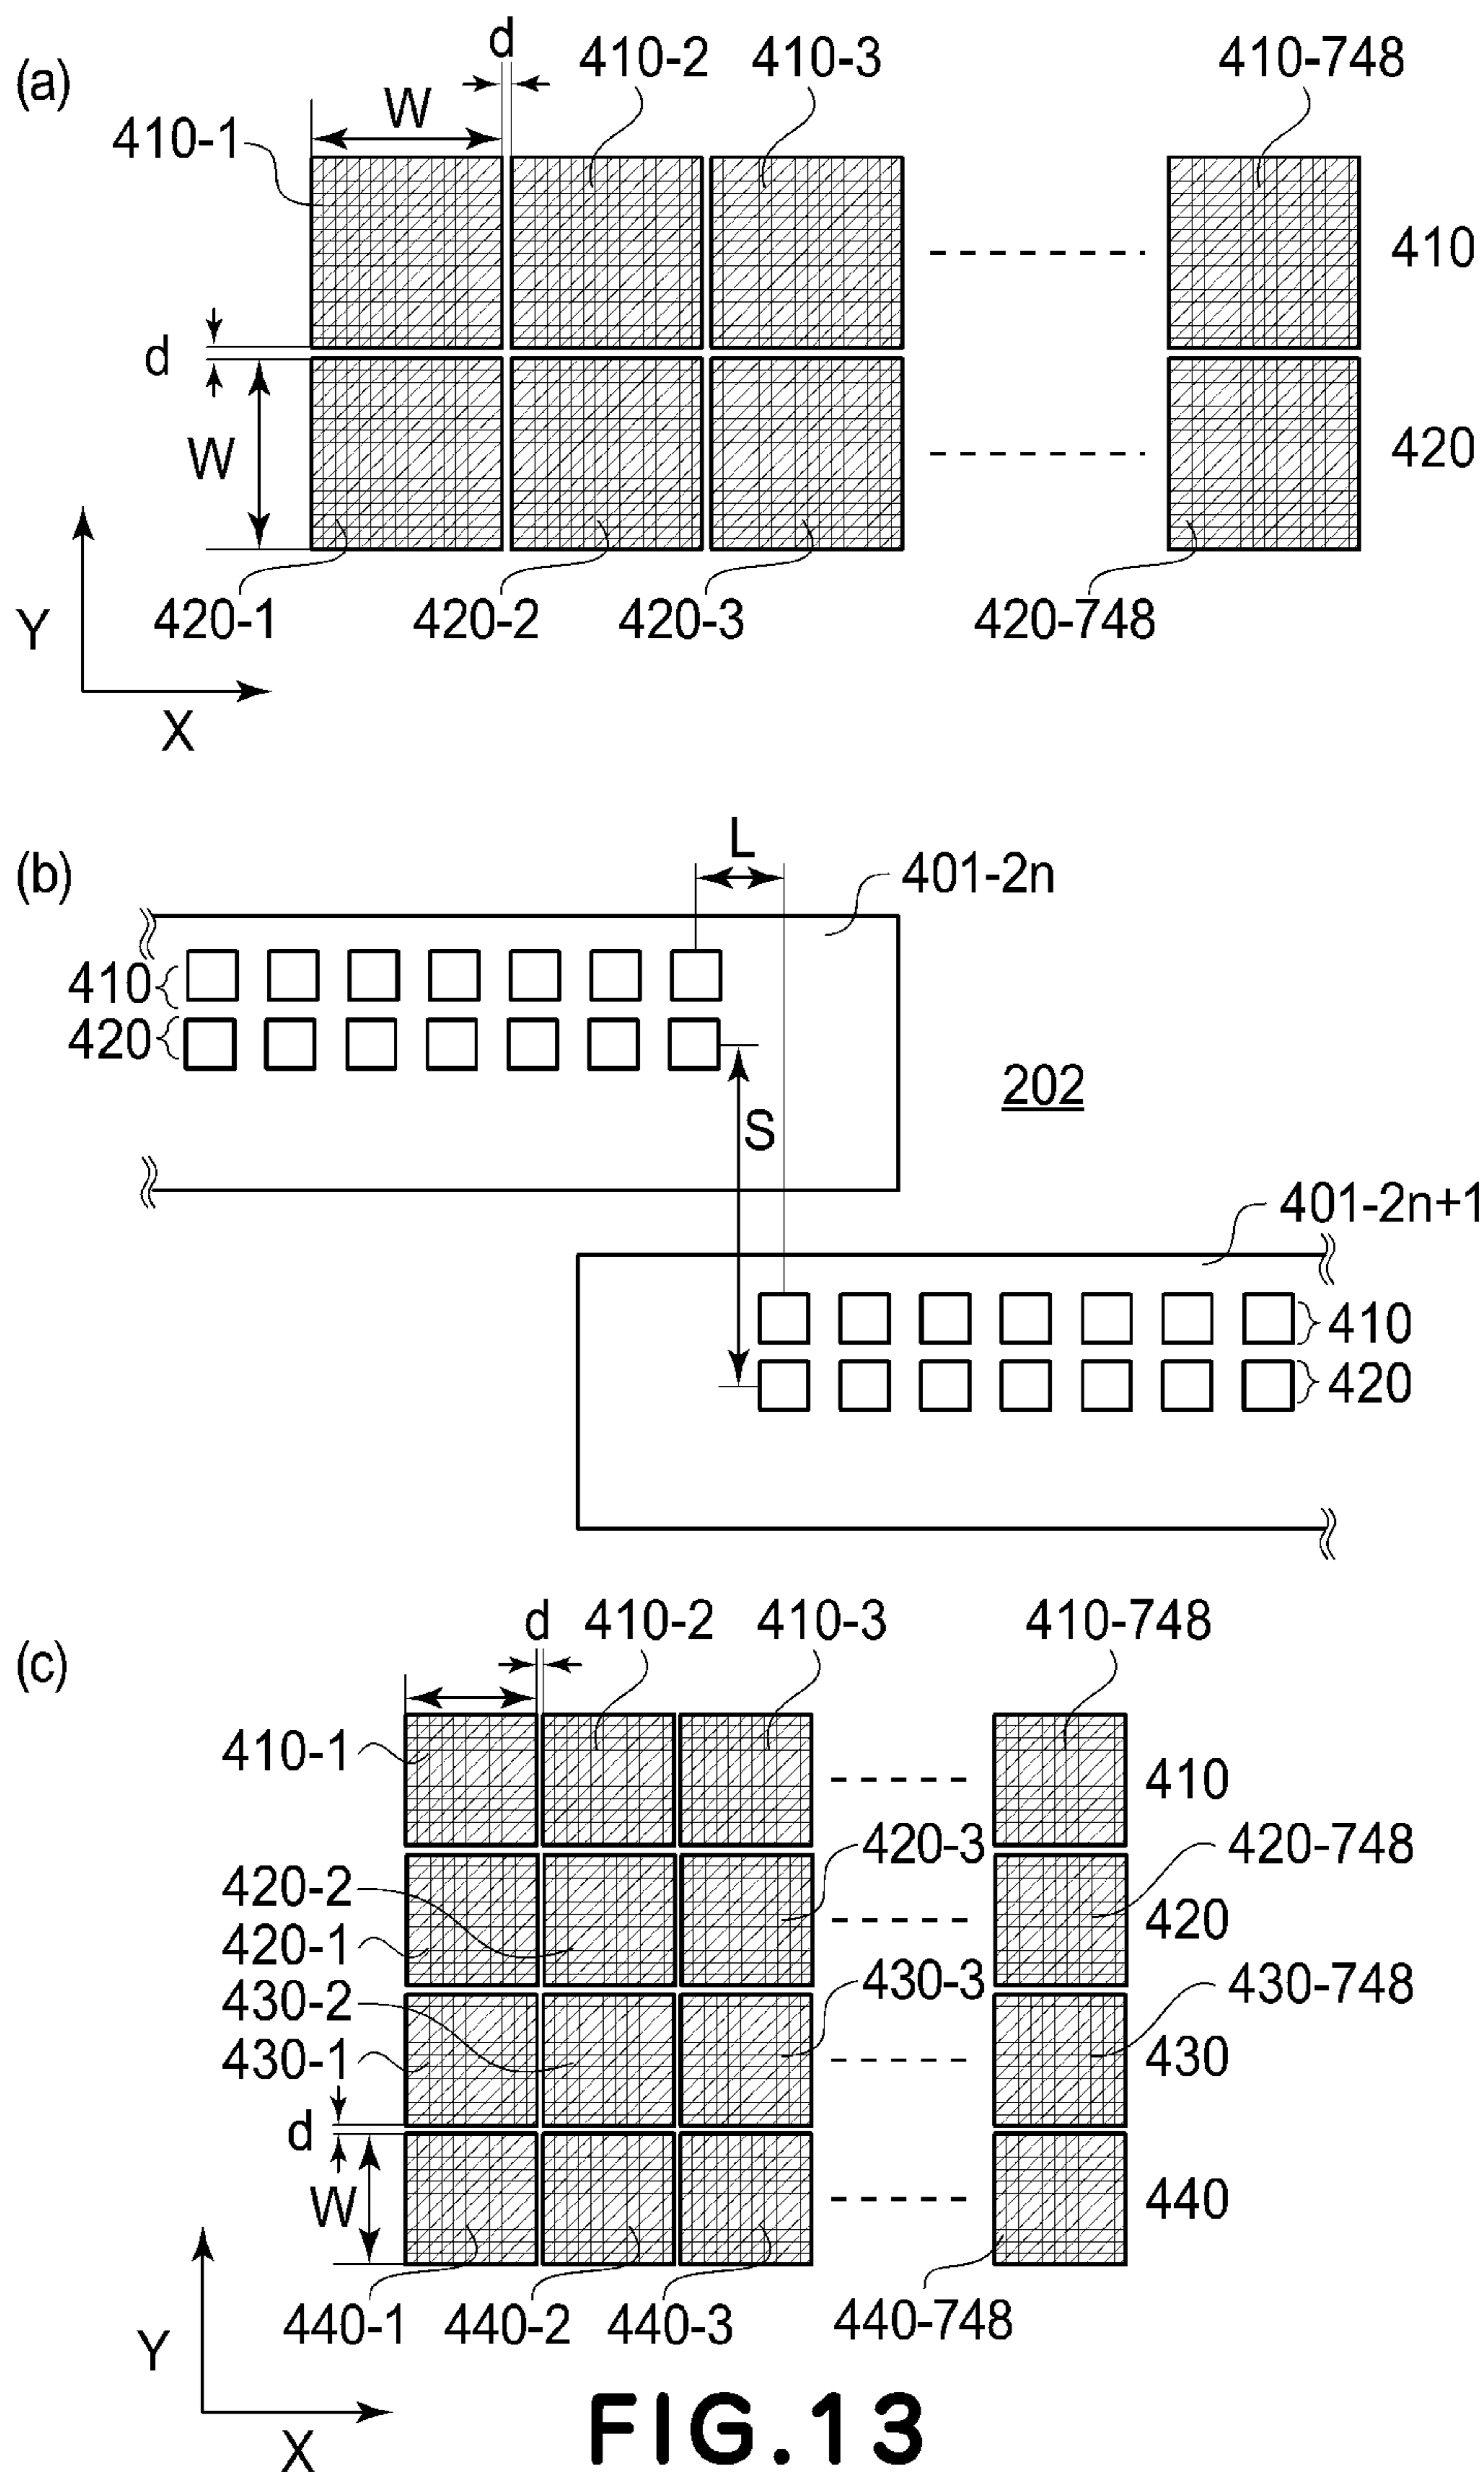 (a)
d
410-2
410-3
410-748
W
410-1
410
d
W
420
420-1
420-2
420-3
420-748
Y
X
(b)
L
401-2n
410
420
S
202
401-2n+1
410
420
(c)
d
410-2
410-3
410-748
410-1
410
420-3
420-748
420-2
420
420-1
430-3
430-748
430-2
430-1
430
d
W
440
440-1
440-2
440-3
440-748
Y
X
FIG.13